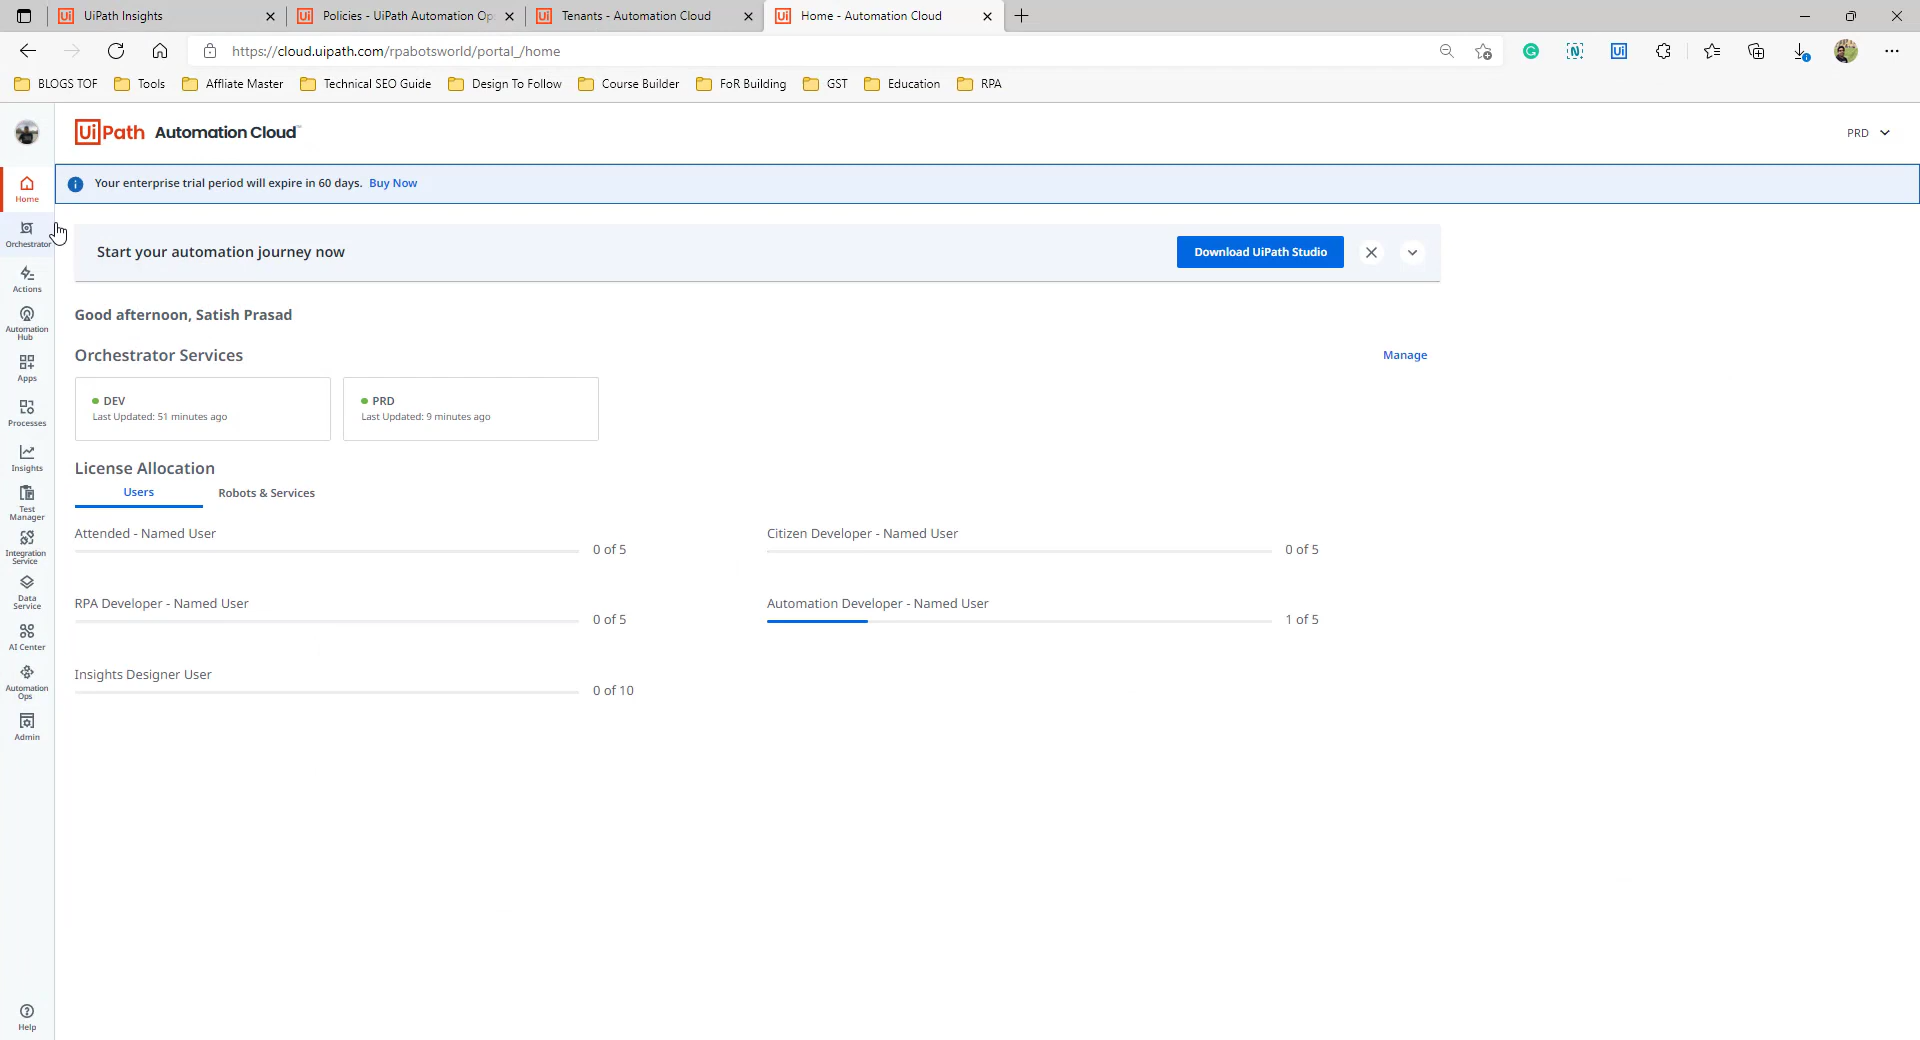 UiPath Insights
Policies - UiPath Automation Op
Tenants - Automation Cloud
Home - Automation Cloud
https://cloud.uipath.com/rpabotsworld/portal_/home
BLOGS TOF
Tools
Affliate Master
Technical SEO Guide
Design To Follow
Course Builder
FoR Building
GST
Education
RPA
UiPath Automation Cloud™
PRD
Your enterprise trial period will expire in 60 days. Buy Now
Home
Orchestrator
Actions
Automation
Hub
Apps
Processes
Insights
Test
Manager
Integration
Service
Data
Service
AI Center
Automation
Ops
Admin
Help
Start your automation journey now
Download UiPath Studio
Good afternoon, Satish Prasad
Orchestrator Services
Manage
DEV
Last Updated: 51 minutes ago
PRD
Last Updated: 9 minutes ago
License Allocation
Users
Robots & Services
Attended - Named User
0 of 5
Citizen Developer - Named User
0 of 5
RPA Developer - Named User
0 of 5
Automation Developer - Named User
1 of 5
Insights Designer User
0 of 10